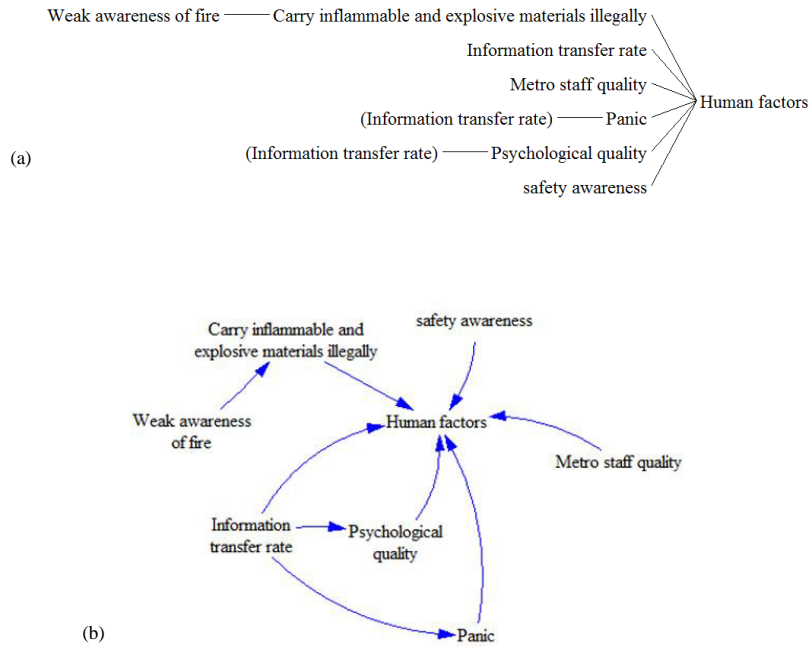 Weak awareness of fire Carry inflammable and explosive materials illegally
Information transfer rate
Metro staff quality
Human factors
(Information transfer rate) Panic
(a)
(Information transfer rate) Psychological quality
safety awareness
safety awareness
Carry inflammable and
explosive materials illegally
Weak awareness
of fire
Human factors
Metro staff quality
Information
transfer rate
Psychological
quality
Panic
(b)